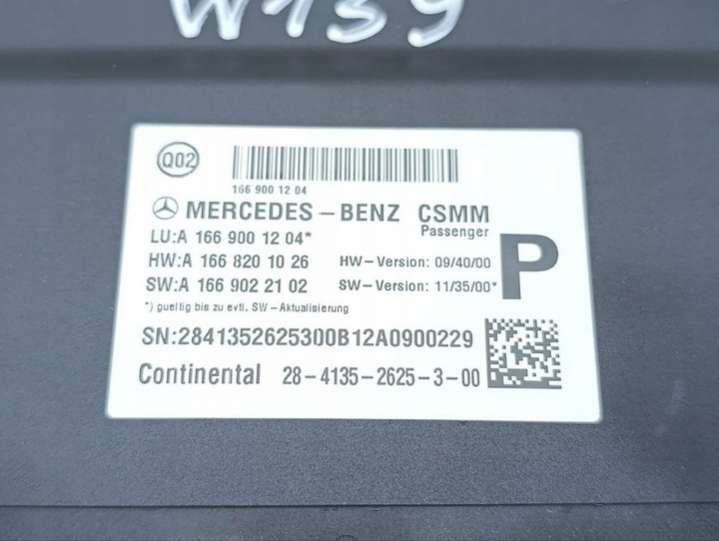 W159
Q02
166 900 12 04
MERCEDES-BENZ CSMM
Passenger
LU:A 166 900 12 04*
HW:A 166 820 10 26 HW-Version: 09/40/00
SW:A 166 902 21 02 SW-Version: 11/35/00*
P
*) gueltig bis zu evtl. SW-Aktualisierung
SN:2841352625300B12A0900229
Continental 28-4135-2625-3-00